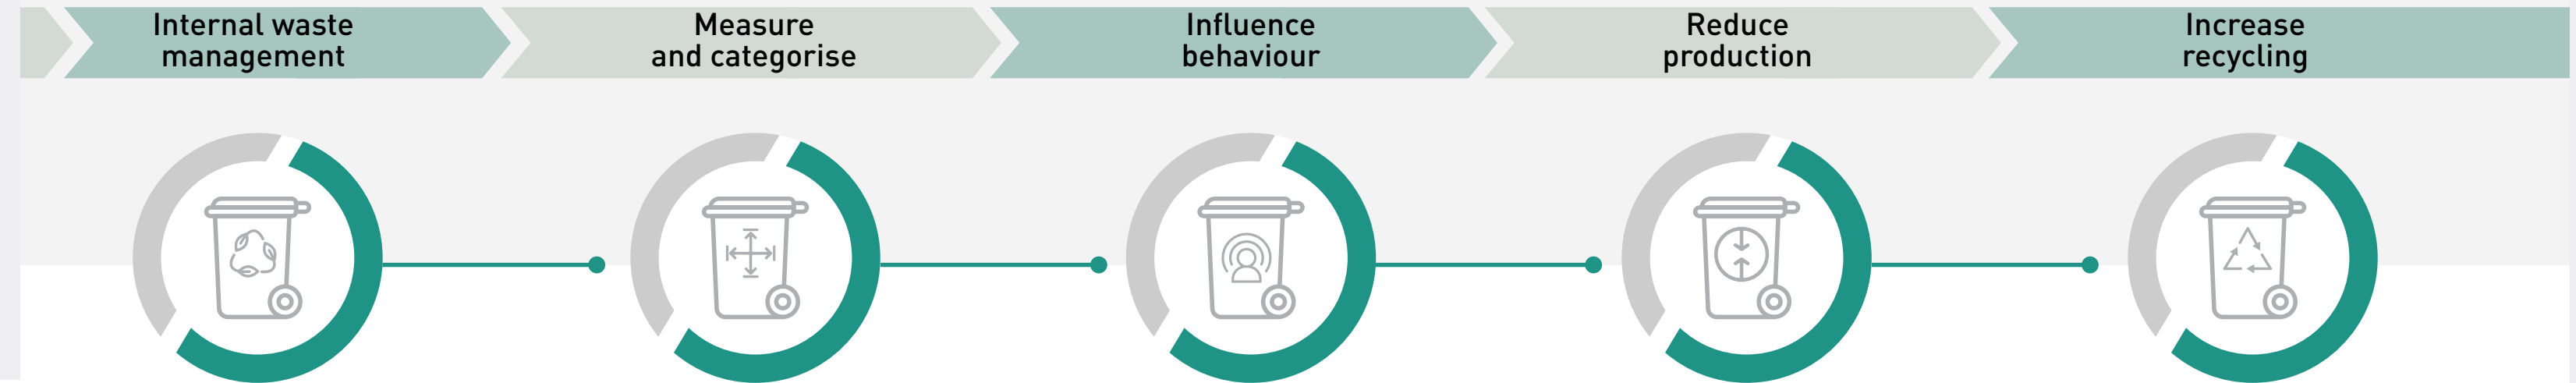 Internal waste
management
Measure
and categorise
Influence
behaviour
Reduce
production
Increase
recycling